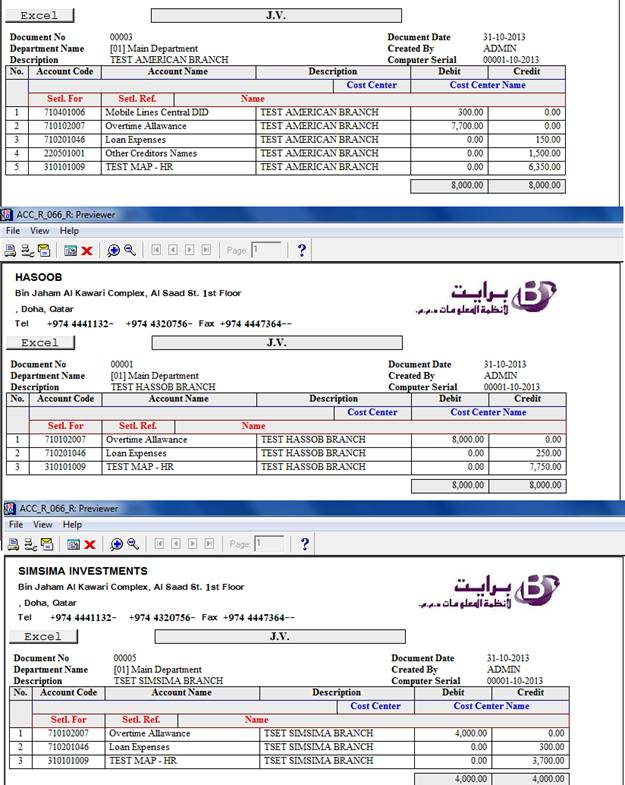 Excel J.V.
Document No 00003 Document Date 31-10-2013
Department Name [01] Main Department Created By ADMIN
Description TEST AMERICAN BRANCH Computer Serial 00001-10-2013
No. Account Code Account Name Description Debit Credit
Cost Center Cost Center Name
Setl. For Setl. Ref. Name
1 710401006 Mobile Lines Central DID TEST AMERICAN BRANCH 300.00 0.00
2 710102007 Overtime Allawance TEST AMERICAN BRANCH 7,700.00 0.00
3 710201046 Loan Expenses TEST AMERICAN BRANCH 0.00 150.00
4 220501001 Other Creditors Names TEST AMERICAN BRANCH 0.00 1,500.00
5 310101009 TEST MAP - HR TEST AMERICAN BRANCH 0.00 6,350.00
8,000.00 8,000.00
ACC_R_066_R: Previewer
File View Help
Page: 1
HASOOB
Bin Jaham Al Kawari Complex, Al Saad St. 1st Floor
, Doha, Qatar
Tel +974 4441132- +974 4320756- Fax +974 4447364--
برايت
لأنظمة المعلومات ذ.م.م.
Excel J.V.
Document No 00001 Document Date 31-10-2013
Department Name [01] Main Department Created By ADMIN
Description TEST HASSOB BRANCH Computer Serial 00001-10-2013
No. Account Code Account Name Description Debit Credit
Cost Center Cost Center Name
Setl. For Setl. Ref. Name
1 710102007 Overtime Allawance TEST HASSOB BRANCH 8,000.00 0.00
2 710201046 Loan Expenses TEST HASSOB BRANCH 0.00 250.00
3 310101009 TEST MAP - HR TEST HASSOB BRANCH 0.00 7,750.00
8,000.00 8,000.00
ACC_R_066_R: Previewer
File View Help
Page: 1
SIMSIMA INVESTMENTS
Bin Jaham Al Kawari Complex, Al Saad St. 1st Floor
, Doha, Qatar
Tel +974 4441132- +974 4320756- Fax +974 4447364--
برايت
لأنظمة المعلومات ذ.م.م.
Excel J.V.
Document No 00005 Document Date 31-10-2013
Department Name [01] Main Department Created By ADMIN
Description TSET SIMSIMA BRANCH Computer Serial 00001-10-2013
No. Account Code Account Name Description Debit Credit
Cost Center Cost Center Name
Setl. For Setl. Ref. Name
1 710102007 Overtime Allawance TSET SIMSIMA BRANCH 4,000.00 0.00
2 710201046 Loan Expenses TSET SIMSIMA BRANCH 0.00 300.00
3 310101009 TEST MAP - HR TSET SIMSIMA BRANCH 0.00 3,700.00
4,000.00 4,000.00